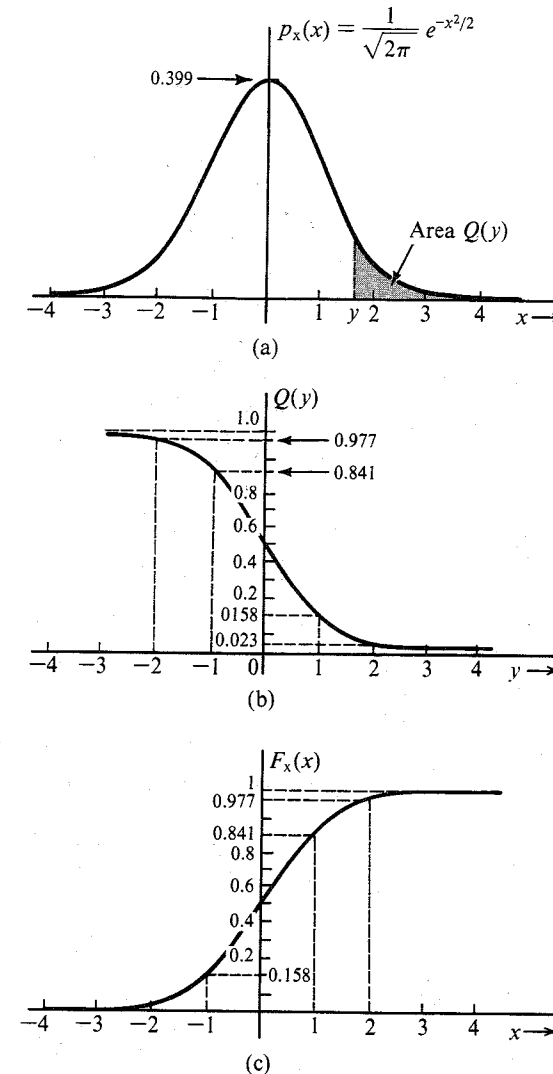 pₓ(x) = 1/√2π e^{-x²/2}
0.399
Area Q(y)
-4 -3 -2 -1 1 y 2 3 4 x
(a)
Q(y)
1.0
0.977
0.841
0.8
0.6
0.4
0.2
0158
0.023
-4 -3 -2 -1 0 1 2 3 4 y
(b)
Fₓ(x)
1
0.977
0.841
0.8
0.6
0.4
0.2
0.158
-4 -3 -2 -1 1 2 3 4 x
(c)